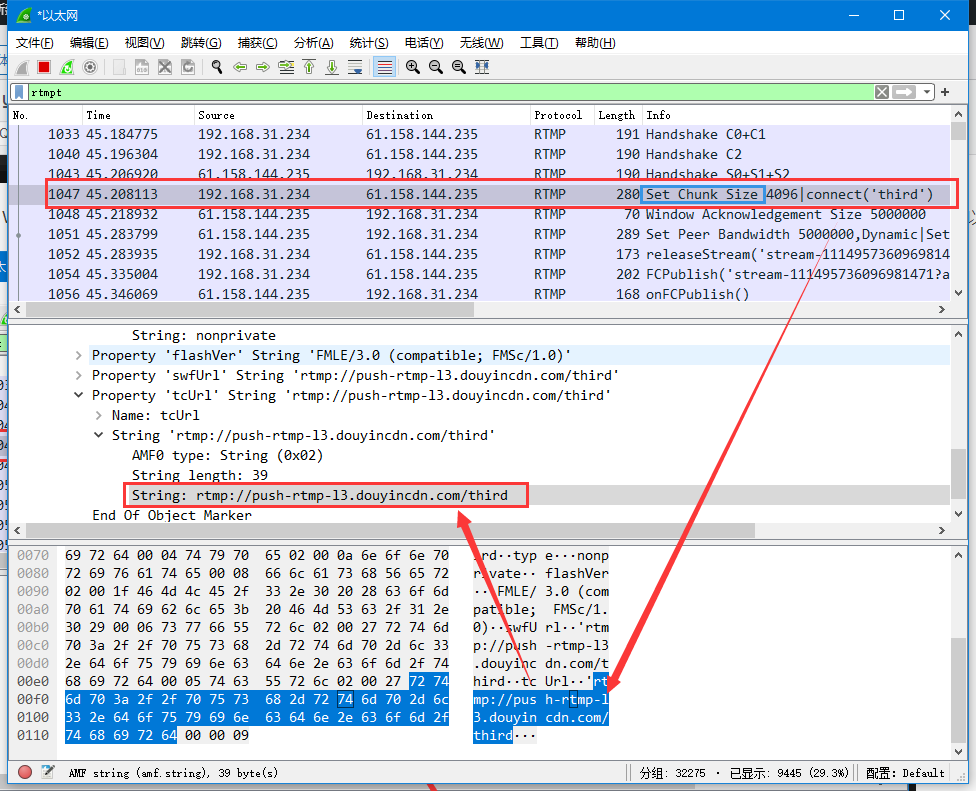 *以太网
文件(F) 编辑(E) 视图(V) 跳转(G) 捕获(C) 分析(A) 统计(S) 电话(Y) 无线(W) 工具(T) 帮助(H)
rtmpt
No. Time Source Destination Protocol Length Info
1033 45.184775 192.168.31.234 61.158.144.235 RTMP 191 Handshake C0+C1
1040 45.196304 192.168.31.234 61.158.144.235 RTMP 190 Handshake C2
1043 45.206920 61.158.144.235 192.168.31.234 RTMP 190 Handshake S0+S1+S2
1047 45.208113 192.168.31.234 61.158.144.235 RTMP 280 Set Chunk Size 4096|connect('third')
1048 45.218932 61.158.144.235 192.168.31.234 RTMP 70 Window Acknowledgement Size 5000000
1051 45.283799 61.158.144.235 192.168.31.234 RTMP 289 Set Peer Bandwidth 5000000,Dynamic|Set
1052 45.283935 192.168.31.234 61.158.144.235 RTMP 173 releaseStream('stream-1114957360969814
1054 45.335004 192.168.31.234 61.158.144.235 RTMP 202 FCPublish('stream-111495736096981471?a
1056 45.346069 61.158.144.235 192.168.31.234 RTMP 168 onFCPublish()
String: nonprivate
Property 'flashVer' String 'FMLE/3.0 (compatible; FMSc/1.0)'
Property 'swfUrl' String 'rtmp://push-rtmp-l3.douyincdn.com/third'
Property 'tcUrl' String 'rtmp://push-rtmp-l3.douyincdn.com/third'
Name: tcUrl
String 'rtmp://push-rtmp-l3.douyincdn.com/third'
AMF0 type: String (0x02)
String length: 39
String: rtmp://push-rtmp-l3.douyincdn.com/third
End Of Object Marker
0070 69 72 64 00 04 74 79 70 65 02 00 0a 6e 6f 6e 70 ird··typ e···nonp
0080 72 69 76 61 74 65 00 08 66 6c 61 73 68 56 65 72 rivate·· flashVer
0090 02 00 1f 46 4d 4c 45 2f 33 2e 30 20 28 63 6f 6d ···FMLE/ 3.0 (com
00a0 70 61 74 69 62 6c 65 3b 20 46 4d 53 63 2f 31 2e patible; FMSc/1.
00b0 30 29 00 06 73 77 66 55 72 6c 02 00 27 72 74 6d 0)··swfU rl··'rtm
00c0 70 3a 2f 2f 70 75 73 68 2d 72 74 6d 70 2d 6c 33 p://push -rtmp-l3
00d0 2e 64 6f 75 79 69 6e 63 64 6e 2e 63 6f 6d 2f 74 .douyinc dn.com/t
00e0 68 69 72 64 00 05 74 63 55 72 6c 02 00 27 72 74 hird··tc Url··'rt
00f0 6d 70 3a 2f 2f 70 75 73 68 2d 72 74 6d 70 2d 6c mp://pus h-rtmp-l
0100 33 2e 64 6f 75 79 69 6e 63 64 6e 2e 63 6f 6d 2f 3.douyin cdn.com/
0110 74 68 69 72 64 00 00 09 third···
AMF string (amf.string), 39 byte(s) 分组: 32275 · 已显示: 9445 (29.3%) 配置: Default